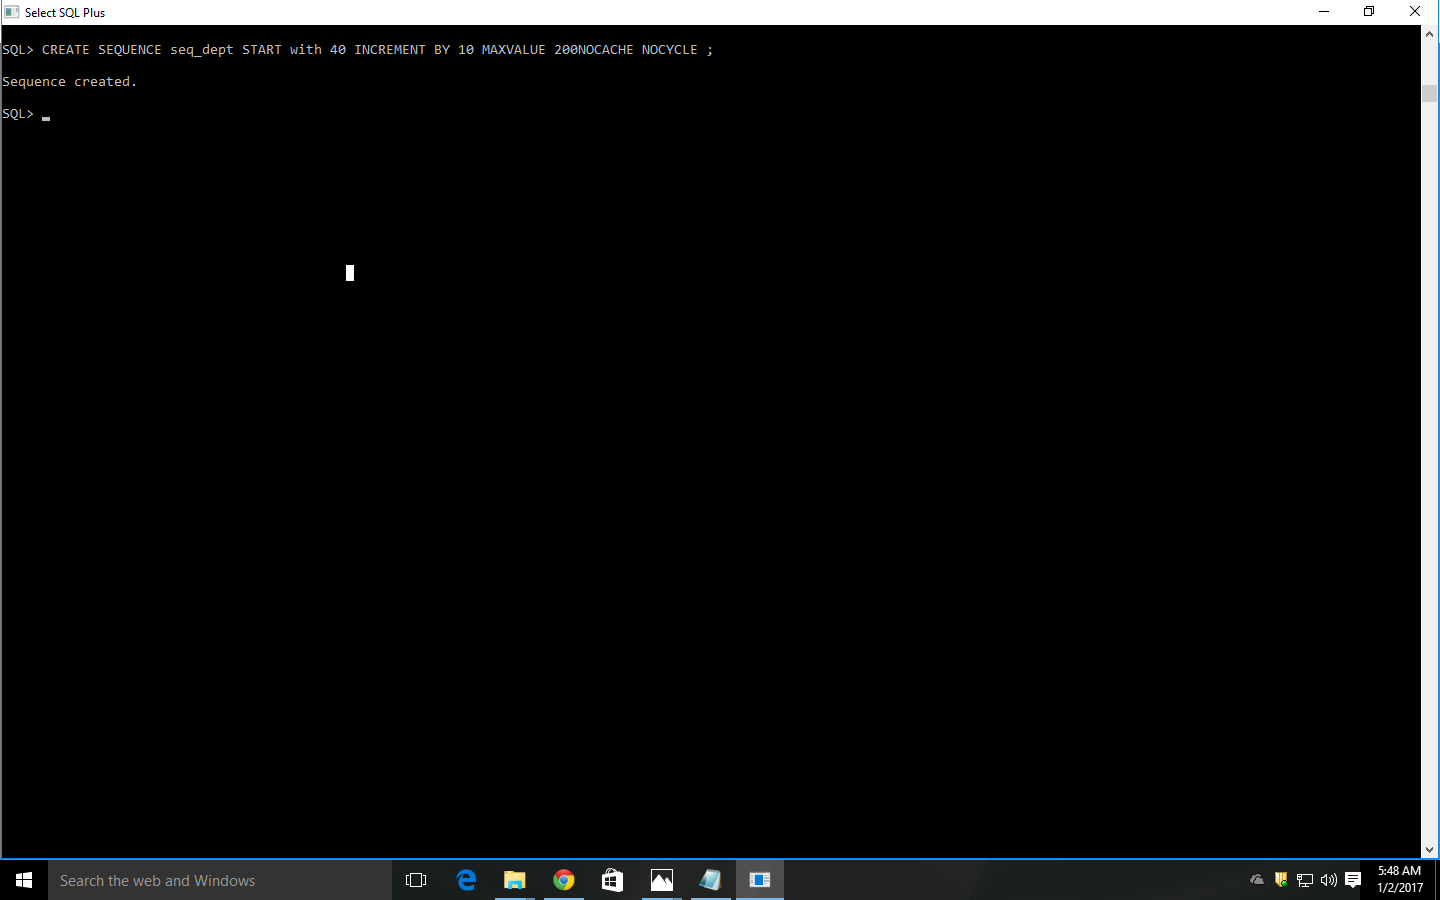 Select SQL Plus
SQL> CREATE SEQUENCE seq_dept START with 40 INCREMENT BY 10 MAXVALUE 200NOCACHE NOCYCLE ;
Sequence created.
SQL>
Search the web and Windows
5:48 AM
1/2/2017